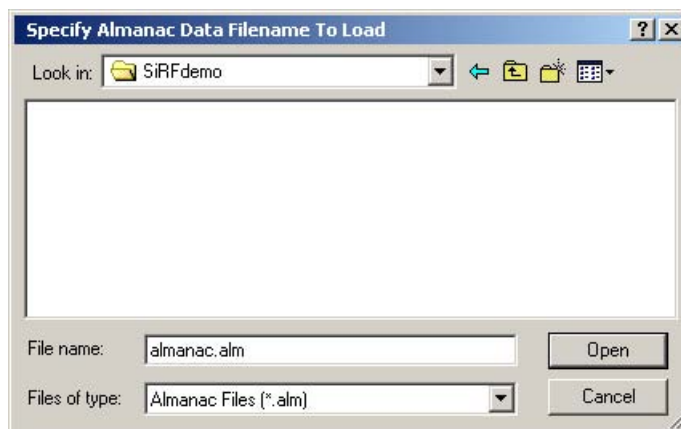 Specify Almanac Data Filename To Load
Look in: SiRFdemo
File name: almanac.alm Open
Files of type: Almanac Files (*.alm) Cancel